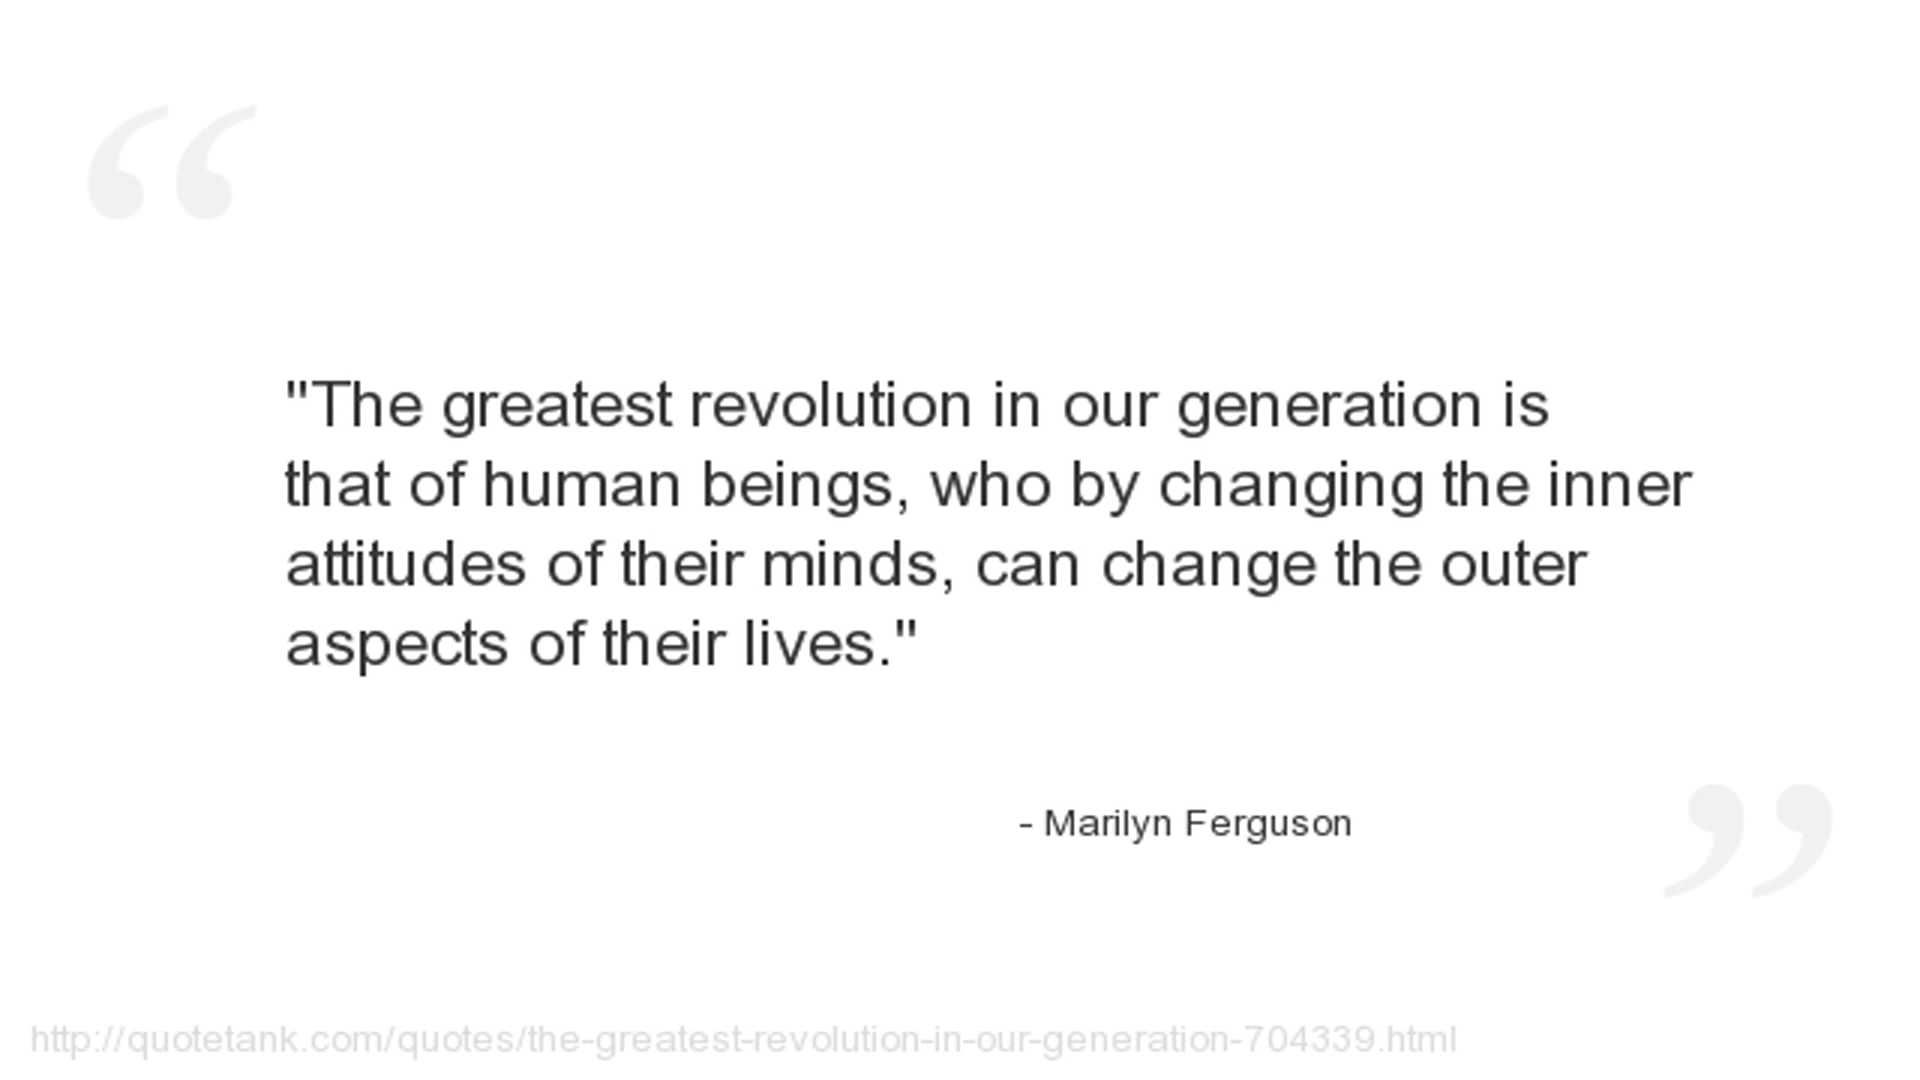 "The greatest revolution in our generation is
that of human beings, who by changing the inner
attitudes of their minds, can change the outer
aspects of their lives."
- Marilyn Ferguson
http://quotetank.com/quotes/the-greatest-revolution-in-our-generation-704339.html